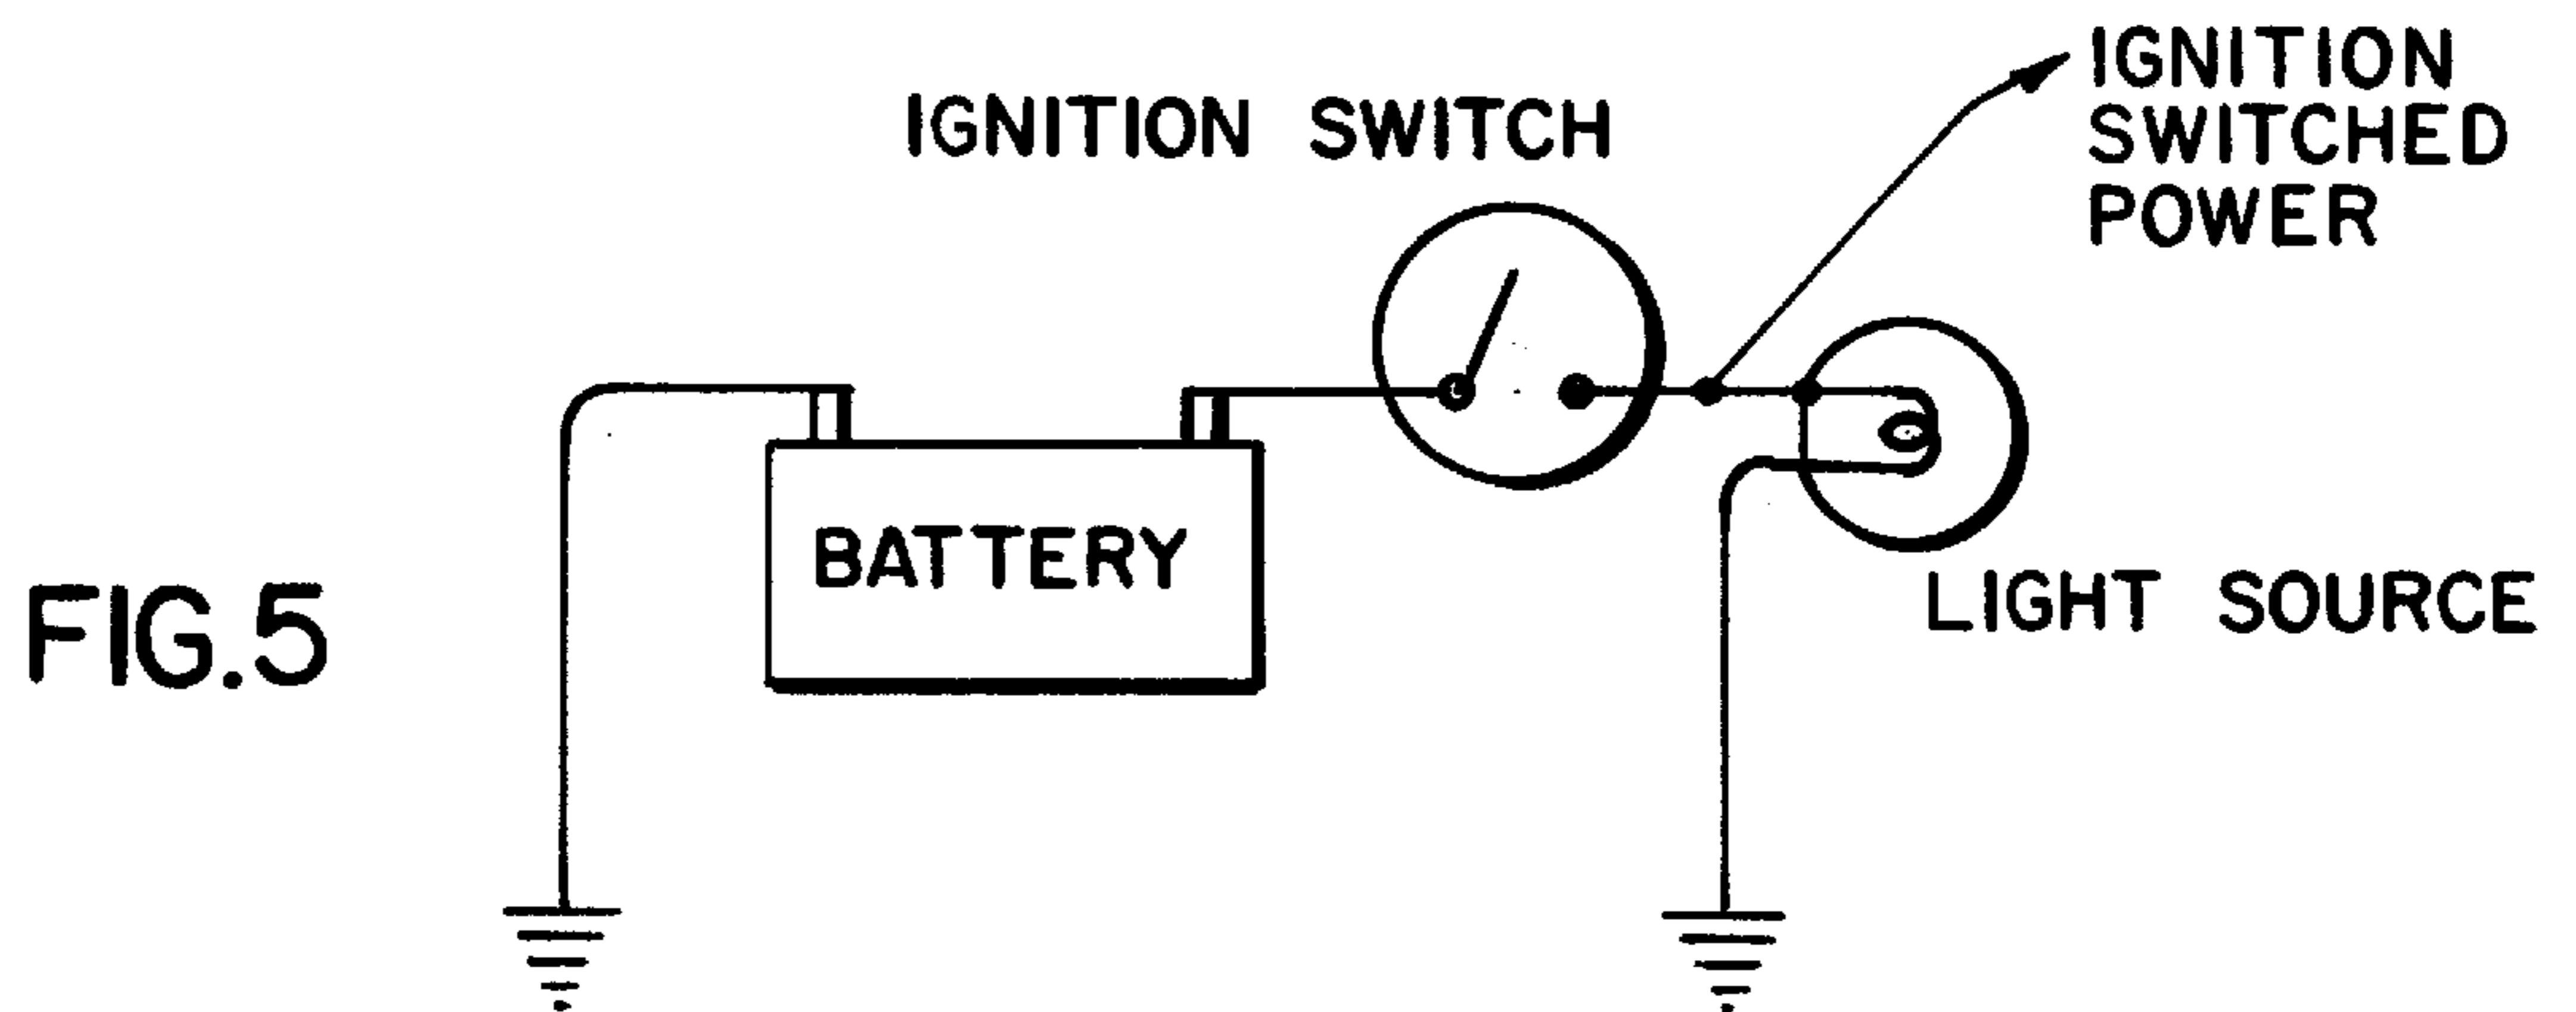 IGNITION SWITCH
IGNITION
SWITCHED
POWER
BATTERY
LIGHT SOURCE
FIG.5